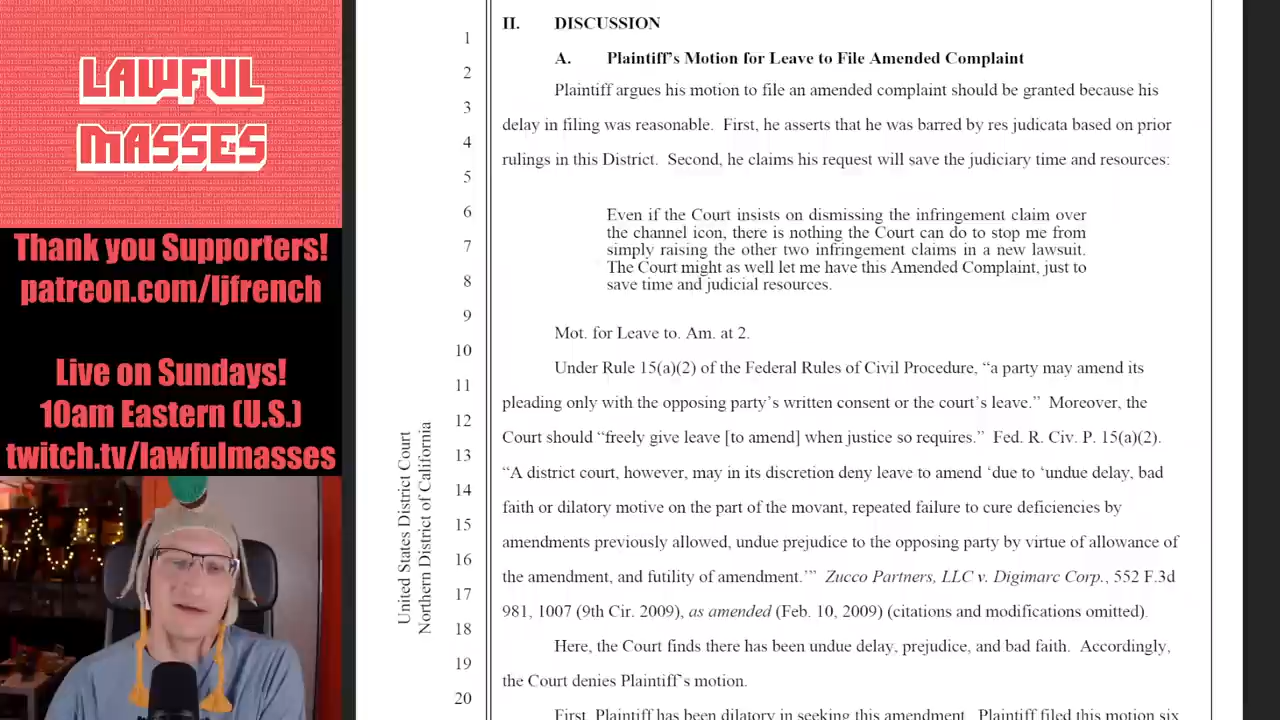 LAWFUL
MASSES
Thank you Supporters!
patreon.com/ljfrench
Live on Sundays!
10am Eastern (U.S.)
twitch.tv/lawfulmasses
United States District Court
Northern District of California
1
2
3
4
5
6
7
8
9
10
11
12
13
14
15
16
17
18
19
20
II. DISCUSSION
A. Plaintiff's Motion for Leave to File Amended Complaint
Plaintiff argues his motion to file an amended complaint should be granted because his
delay in filing was reasonable. First, he asserts that he was barred by res judicata based on prior
rulings in this District. Second, he claims his request will save the judiciary time and resources:
Even if the Court insists on dismissing the infringement claim over
the channel icon, there is nothing the Court can do to stop me from
simply raising the other two infringement claims in a new lawsuit.
The Court might as well let me have this Amended Complaint, just to
save time and judicial resources.
Mot. for Leave to. Am. at 2.
Under Rule 15(a)(2) of the Federal Rules of Civil Procedure, “a party may amend its
pleading only with the opposing party’s written consent or the court’s leave.” Moreover, the
Court should “freely give leave [to amend] when justice so requires.” Fed. R. Civ. P. 15(a)(2).
“A district court, however, may in its discretion deny leave to amend ‘due to ‘undue delay, bad
faith or dilatory motive on the part of the movant, repeated failure to cure deficiencies by
amendments previously allowed, undue prejudice to the opposing party by virtue of allowance of
the amendment, and futility of amendment.’” Zucco Partners, LLC v. Digimarc Corp., 552 F.3d
981, 1007 (9th Cir. 2009), as amended (Feb. 10, 2009) (citations and modifications omitted).
Here, the Court finds there has been undue delay, prejudice, and bad faith. Accordingly,
the Court denies Plaintiff’s motion.
First, Plaintiff has been dilatory in seeking this amendment. Plaintiff filed this motion six